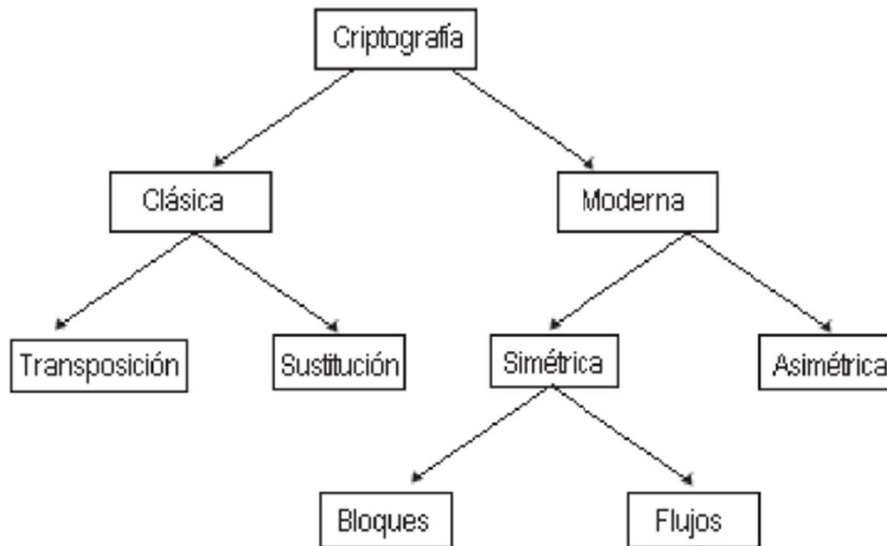 Criptografía
Clásica
Moderna
Transposición
Sustitución
Simétrica
Asimétrica
Bloques
Flujos